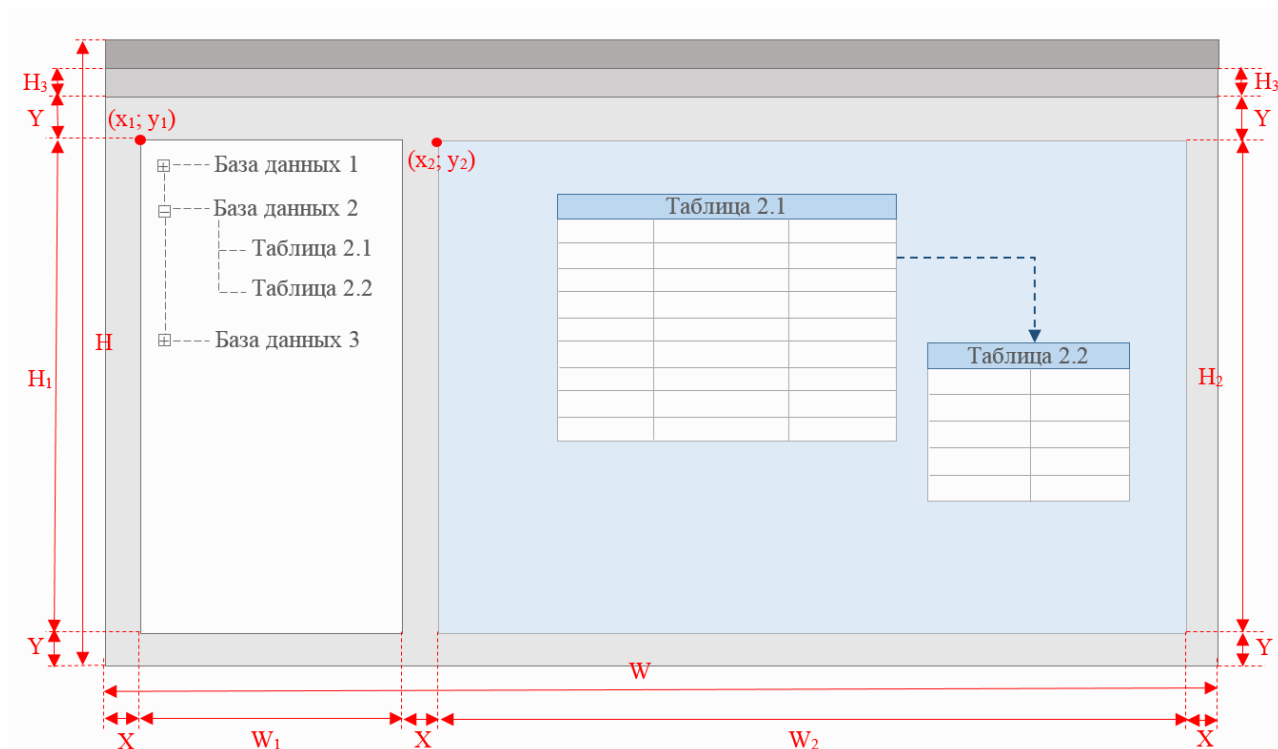 H₃
H₃
Y
Y
(x₁; y₁)
(x₂; y₂)
База данных 1
База данных 2
Таблица 2.1
Таблица 2.2
База данных 3
Таблица 2.1
Таблица 2.2
H
H₁
H₂
Y
Y
W
X
W₁
X
W₂
X